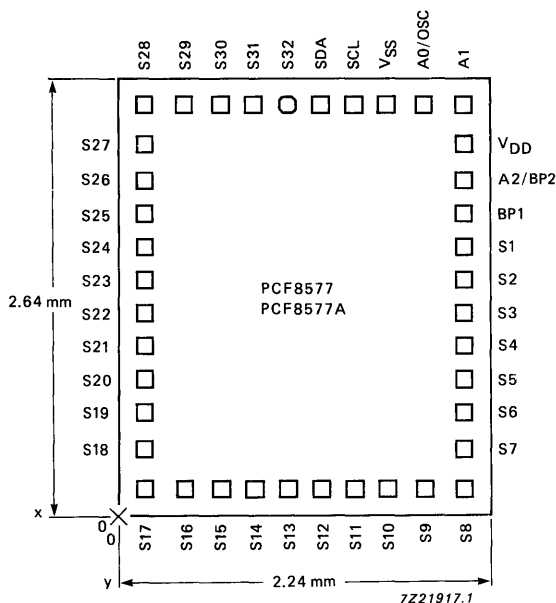 S28 S29 S30 S31 S32 SDA SCL VSS A0/OSC A1
S27 VDD
S26 A2/BP2
S25 BP1
S24 S1
S23 S2
PCF8577
PCF8577A
2.64 mm
S22 S3
S21 S4
S20 S5
S19 S6
S18 S7
x 0
0
S17 S16 S15 S14 S13 S12 S11 S10 S9 S8
y 2.24 mm
7Z21917.1